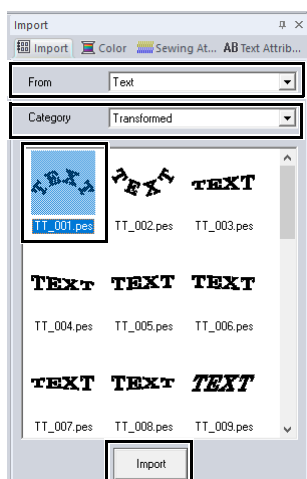 Import
Import Color Sewing At... AB Text Attrib...
From Text
Category Transformed
TEXT TEXT TEXT
TT_001.pes TT_002.pes TT_003.pes
TEXT TEXT TEXT
TT_004.pes TT_005.pes TT_006.pes
TEXT TEXT TEXT
TT_007.pes TT_008.pes TT_009.pes
Import